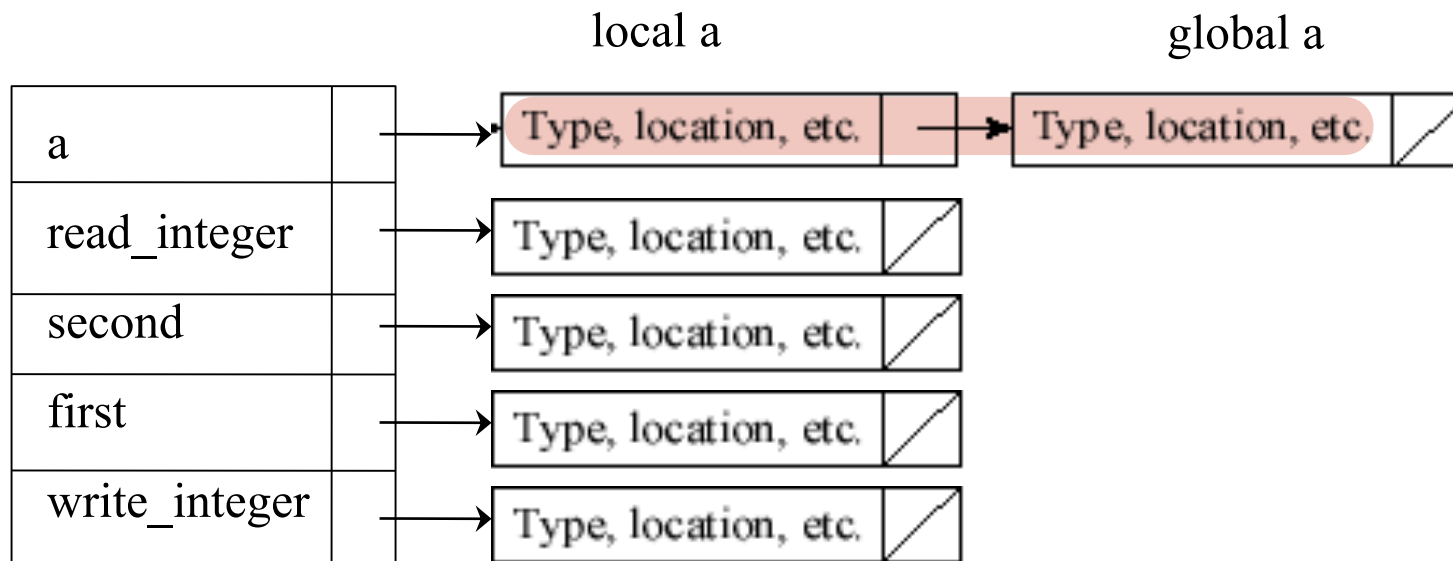 local a global a
a Type, location, etc. Type, location, etc.
read_integer Type, location, etc.
second Type, location, etc.
first Type, location, etc.
write_integer Type, location, etc.